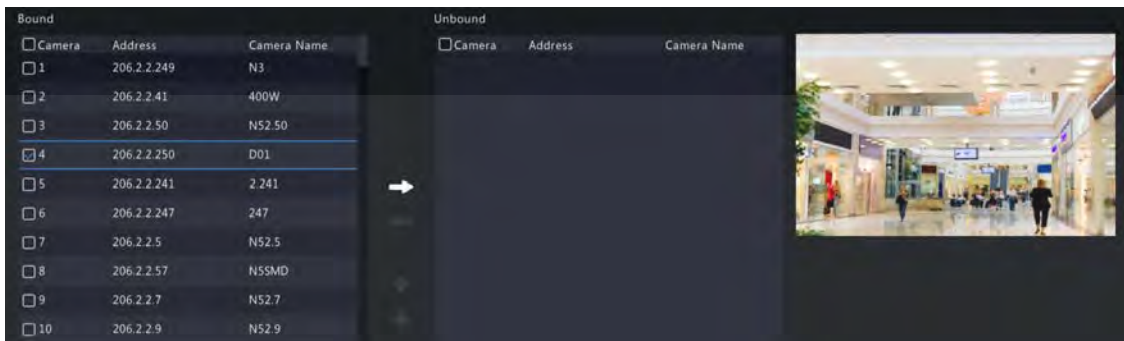 Bound
Unbound
Camera Address Camera Name
Camera Address Camera Name
1 206.2.2.249 N3
2 206.2.2.41 400W
3 206.2.2.50 N52.50
4 206.2.2.250 D01
5 206.2.2.241 2.241
6 206.2.2.247 247
7 206.2.2.5 N52.5
8 206.2.2.57 N5SMD
9 206.2.2.7 N52.7
10 206.2.2.9 N52.9